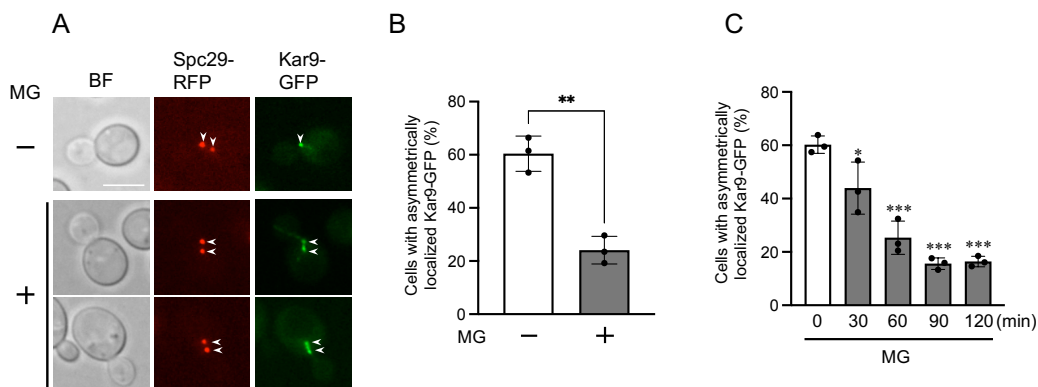 A
Spc29-
RFP
Kar9-
GFP
BF
MG
−
+
B
Cells with asymmetrically
localized Kar9-GFP (%)
80
60
40
20
0
**
MG
−
+
C
Cells with asymmetrically
localized Kar9-GFP (%)
80
60
40
20
0
*
***
***
***
0 30 60 90 120 (min)
MG